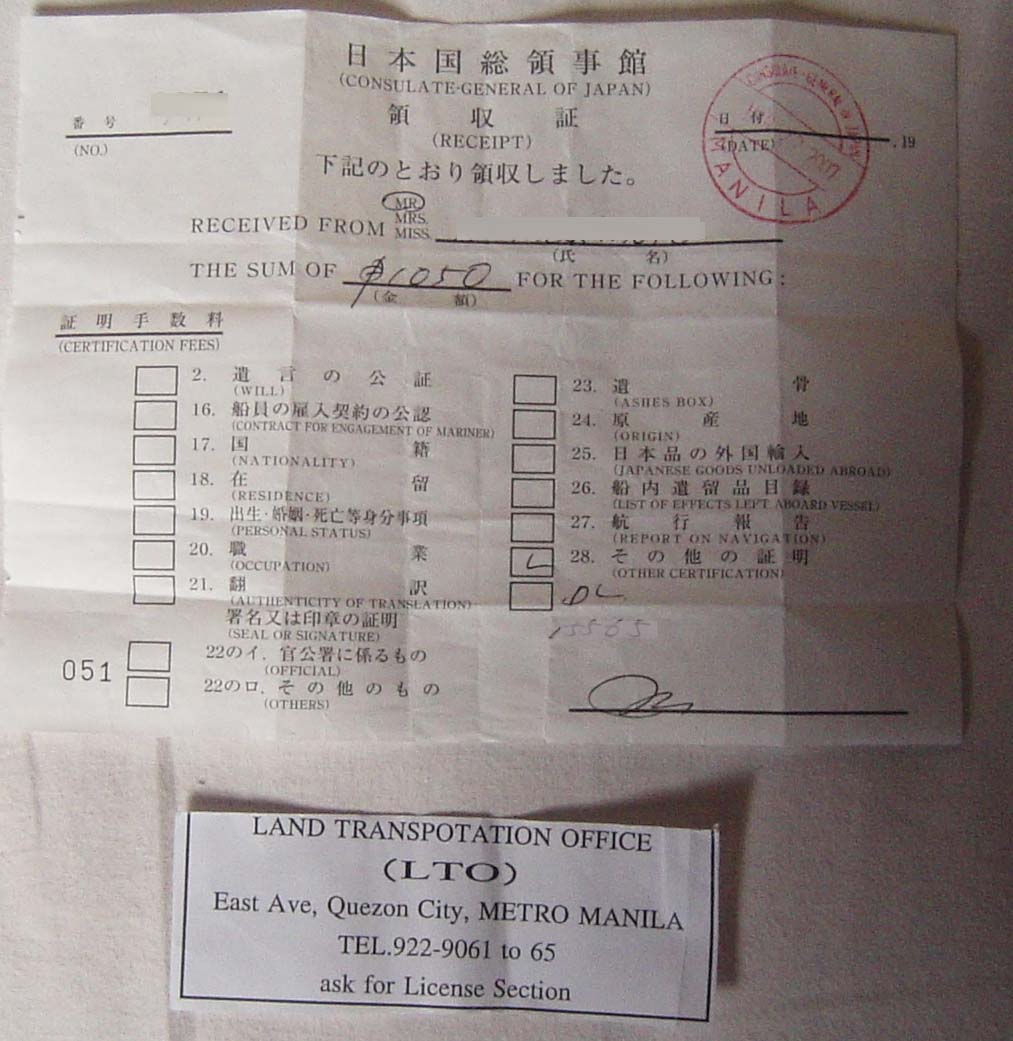 日本国総領事館
(CONSULATE-GENERAL OF JAPAN)
領収証
(RECEIPT)
番号
(NO.)
日付
(DATE)
, 19
CONSULATE-GENERAL OF JAPAN
2007
MANILA
下記のとおり領収しました。
RECEIVED FROM
MR.
MRS.
MISS.
(氏名)
THE SUM OF ₱1050 FOR THE FOLLOWING:
(金額)
証明手数料
(CERTIFICATION FEES)
2. 遺言の公証
(WILL)
16. 船員の雇入契約の公認
(CONTRACT FOR ENGAGEMENT OF MARINER)
17. 国籍
(NATIONALITY)
18. 在留
(RESIDENCE)
19. 出生・婚姻・死亡等身分事項
(PERSONAL STATUS)
20. 職業
(OCCUPATION)
21. 翻訳
(AUTHENTICITY OF TRANSLATION)
署名又は印章の証明
(SEAL OR SIGNATURE)
22のイ. 官公署に係るもの
(OFFICIAL)
22のロ. その他のもの
(OTHERS)
051
23. 遺骨
(ASHES BOX)
24. 原産地
(ORIGIN)
25. 日本品の外国輸入
(JAPANESE GOODS UNLOADED ABROAD)
26. 船内遺留品目録
(LIST OF EFFECTS LEFT ABOARD VESSEL)
27. 航行報告
(REPORT ON NAVIGATION)
28. その他の証明
(OTHER CERTIFICATION)
DL
15565
LAND TRANSPOTATION OFFICE
(LTO)
East Ave, Quezon City, METRO MANILA
TEL.922-9061 to 65
ask for License Section